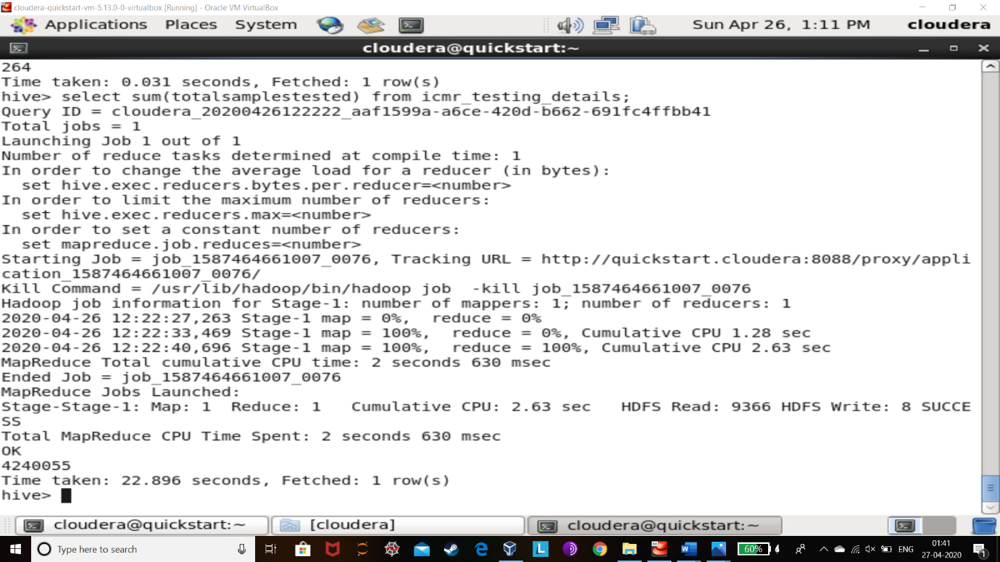 cloudera-quickstart-vm-5.13.0-0-virtualbox [Running] - Oracle VM VirtualBox
Applications Places System Sun Apr 26, 1:11 PM cloudera
cloudera@quickstart:~
264
Time taken: 0.031 seconds, Fetched: 1 row(s)
hive> select sum(totalsamplestested) from icmr_testing_details;
Query ID = cloudera_20200426122222_aaf1599a-a6ce-420d-b662-691fc4ffbb41
Total jobs = 1
Launching Job 1 out of 1
Number of reduce tasks determined at compile time: 1
In order to change the average load for a reducer (in bytes):
  set hive.exec.reducers.bytes.per.reducer=<number>
In order to limit the maximum number of reducers:
  set hive.exec.reducers.max=<number>
In order to set a constant number of reducers:
  set mapreduce.job.reduces=<number>
Starting Job = job_1587464661007_0076, Tracking URL = http://quickstart.cloudera:8088/proxy/appli
cation_1587464661007_0076/
Kill Command = /usr/lib/hadoop/bin/hadoop job  -kill job_1587464661007_0076
Hadoop job information for Stage-1: number of mappers: 1; number of reducers: 1
2020-04-26 12:22:27,263 Stage-1 map = 0%,  reduce = 0%
2020-04-26 12:22:33,469 Stage-1 map = 100%,  reduce = 0%, Cumulative CPU 1.28 sec
2020-04-26 12:22:40,696 Stage-1 map = 100%,  reduce = 100%, Cumulative CPU 2.63 sec
MapReduce Total cumulative CPU time: 2 seconds 630 msec
Ended Job = job_1587464661007_0076
MapReduce Jobs Launched:
Stage-Stage-1: Map: 1  Reduce: 1   Cumulative CPU: 2.63 sec   HDFS Read: 9366 HDFS Write: 8 SUCCE
SS
Total MapReduce CPU Time Spent: 2 seconds 630 msec
OK
4240055
Time taken: 22.896 seconds, Fetched: 1 row(s)
hive>
cloudera@quickstart:~ [cloudera] cloudera@quickstart:~
Type here to search L 60% ENG 01:41
27-04-2020 1